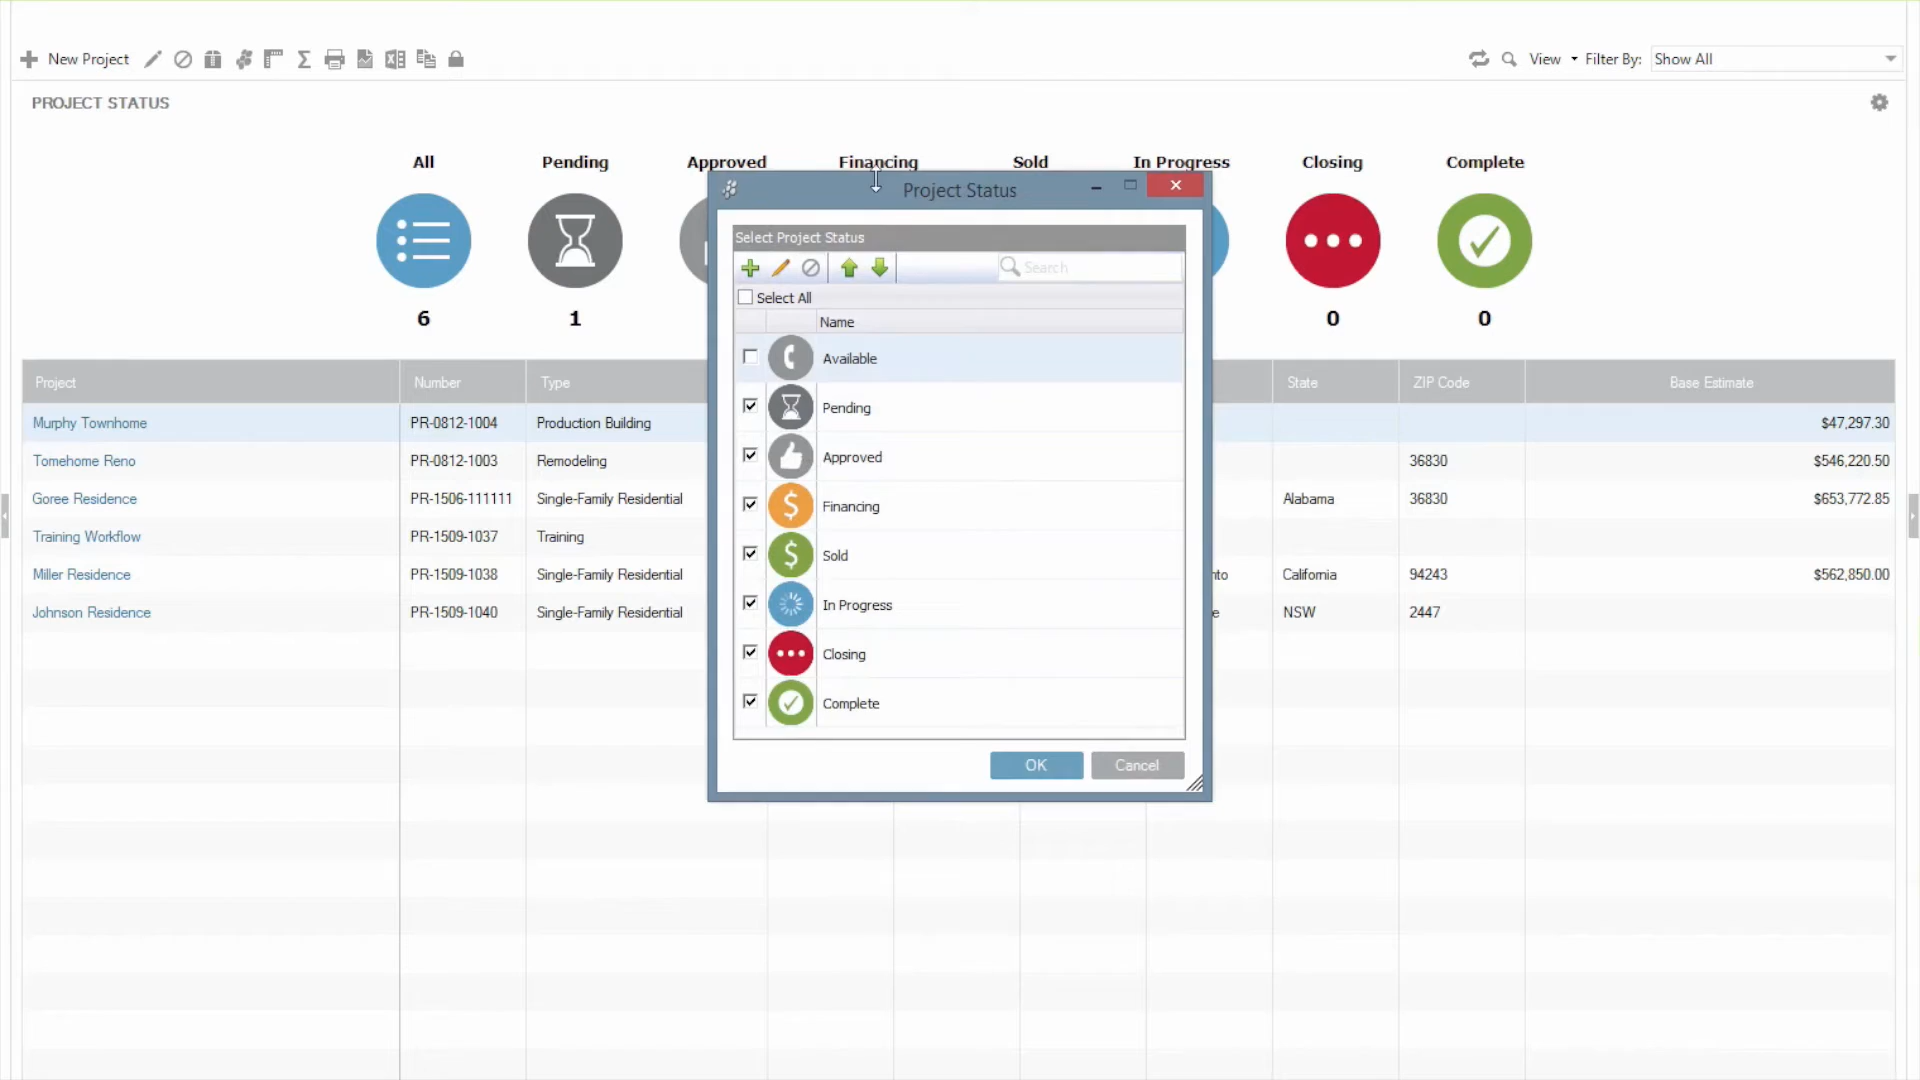 New Project View Filter By: Show All
PROJECT STATUS
All Pending Approved Financing Sold In Progress Closing Complete
6 1 0 0
Project Number Type State ZIP Code Base Estimate
Murphy Townhome PR-0812-1004 Production Building $47,297.30
Tomehome Reno PR-0812-1003 Remodeling 36830 $546,220.50
Goree Residence PR-1506-111111 Single-Family Residential Alabama 36830 $653,772.85
Training Workflow PR-1509-1037 Training
Miller Residence PR-1509-1038 Single-Family Residential nto California 94243 $562,850.00
Johnson Residence PR-1509-1040 Single-Family Residential e NSW 2447
Project Status
Select Project Status
Search
Select All
Name
Available
Pending
Approved
Financing
Sold
In Progress
Closing
Complete
OK Cancel